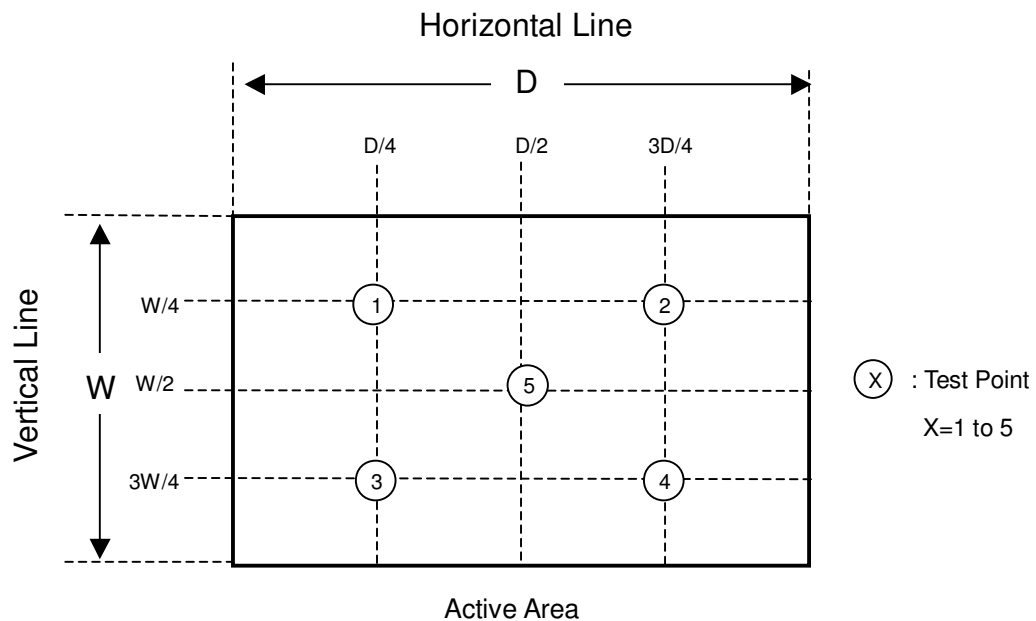 Horizontal Line
D
D/4 D/2 3D/4
W/4 1 2
Vertical Line
W W/2 5
X : Test Point
X=1 to 5
3W/4 3 4
Active Area